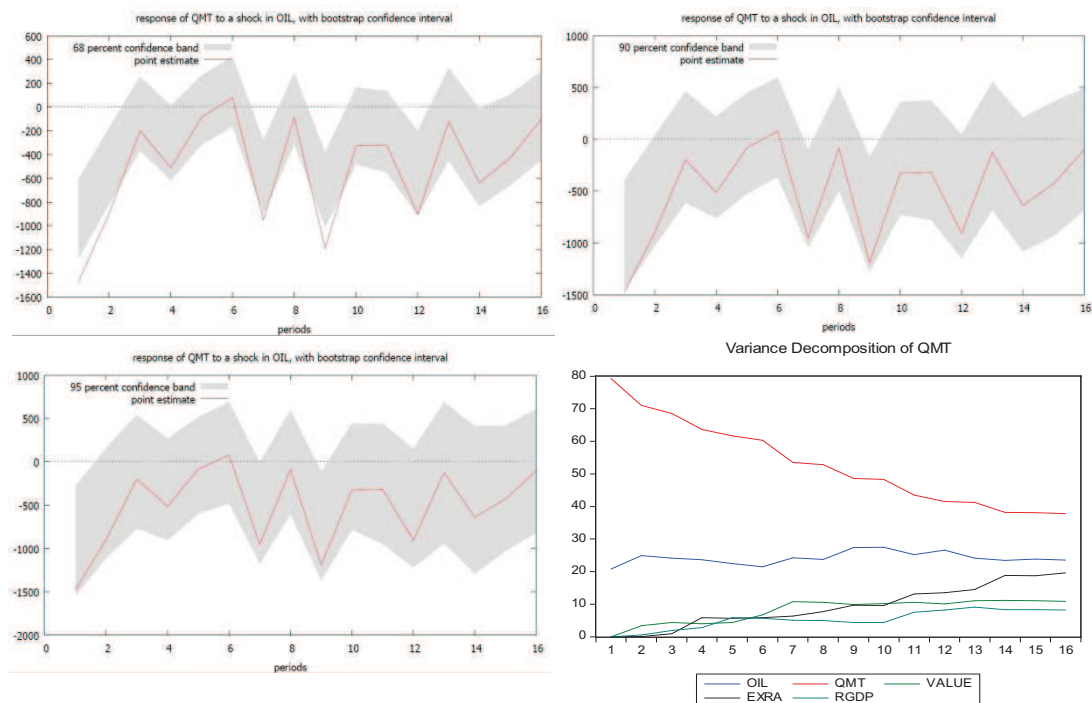 response of QMT to a shock in OIL, with bootstrap confidence interval
600
400
200
0
-200
-400
-600
-800
-1000
-1200
-1400
-1600
68 percent confidence band
point estimate
0 2 4 6 8 10 12 14 16
periods
response of QMT to a shock in OIL, with bootstrap confidence interval
1000
500
0
-500
-1000
-1500
90 percent confidence band
point estimate
0 2 4 6 8 10 12 14 16
periods
response of QMT to a shock in OIL, with bootstrap confidence interval
1000
500
0
-500
-1000
-1500
-2000
95 percent confidence band
point estimate
0 2 4 6 8 10 12 14 16
periods
Variance Decomposition of QMT
80
70
60
50
40
30
20
10
0
1 2 3 4 5 6 7 8 9 10 11 12 13 14 15 16
OIL QMT VALUE
EXRA RGDP